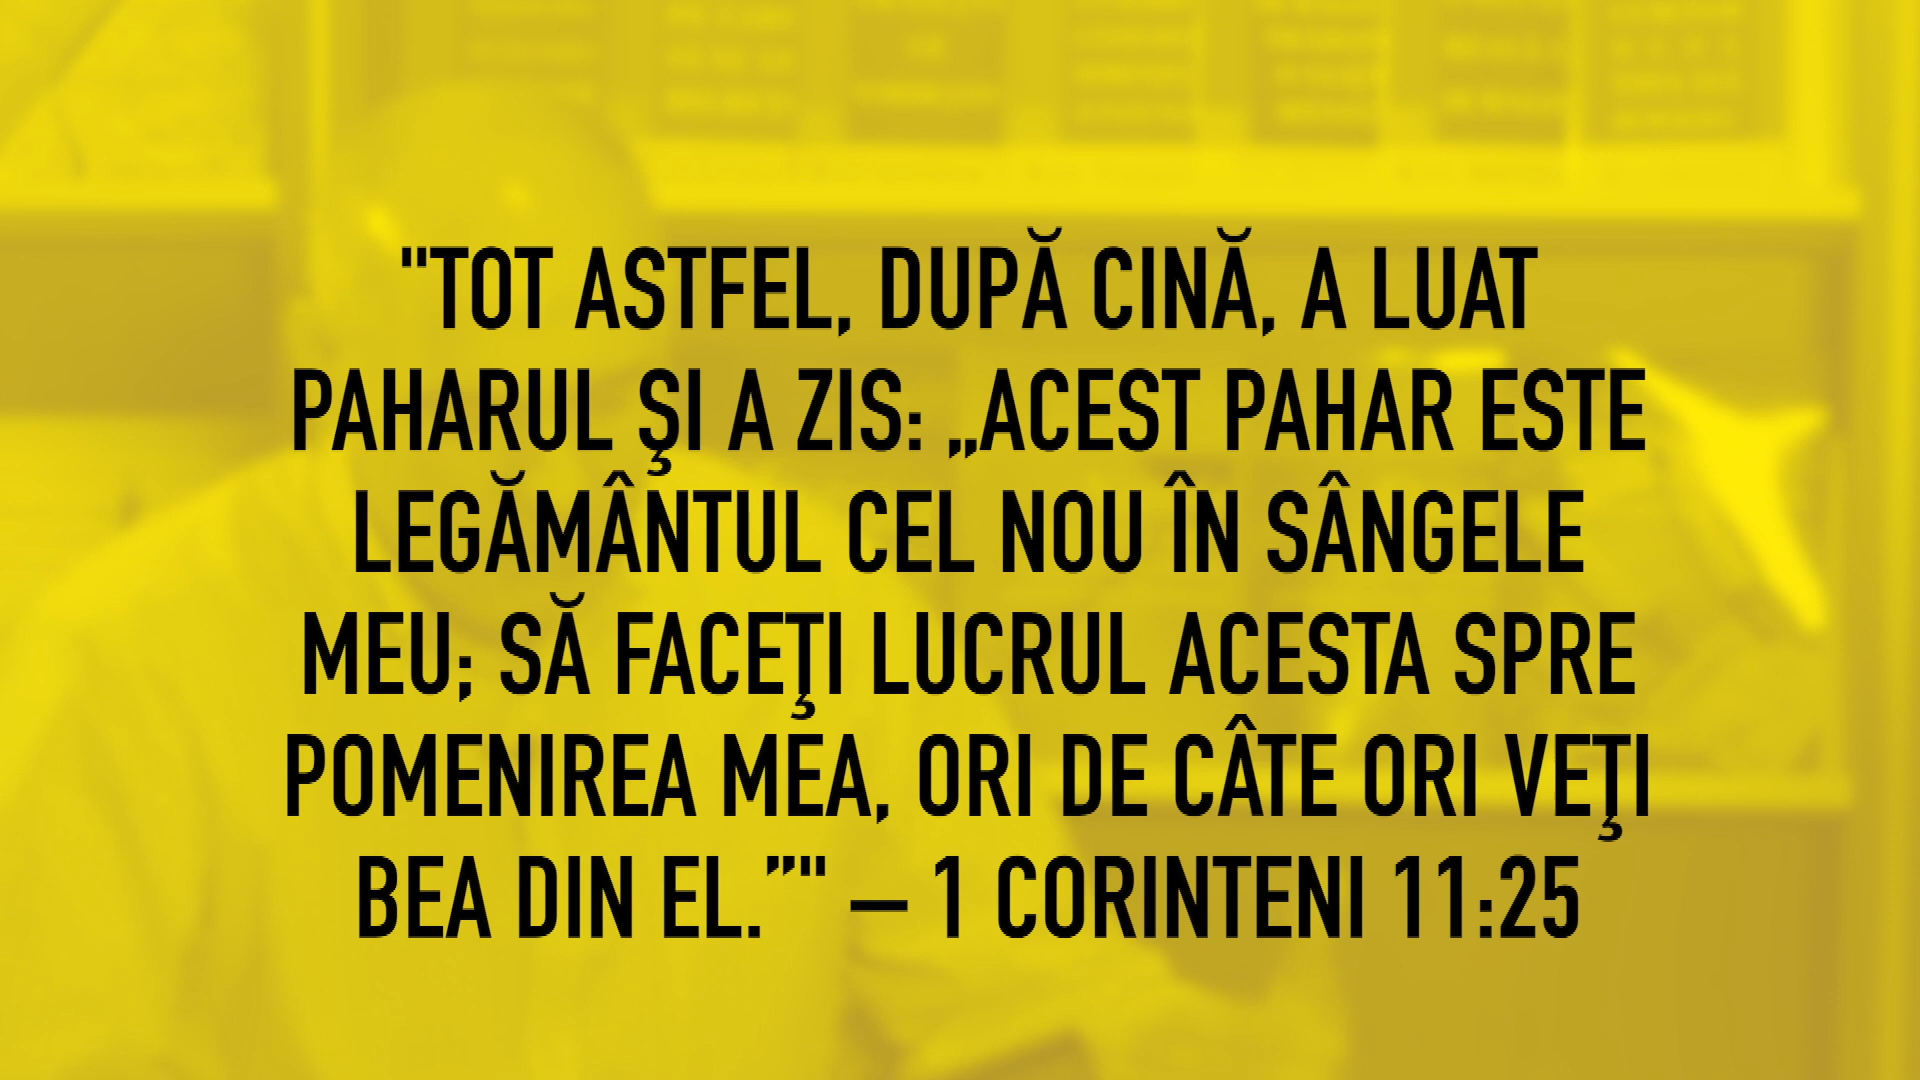 "TOT ASTFEL, DUPĂ CINĂ, A LUAT
PAHARUL ŞI A ZIS: „ACEST PAHAR ESTE
LEGĂMÂNTUL CEL NOU ÎN SÂNGELE
MEU; SĂ FACEŢI LUCRUL ACESTA SPRE
POMENIREA MEA, ORI DE CÂTE ORI VEŢI
BEA DIN EL.”" – 1 CORINTENI 11:25